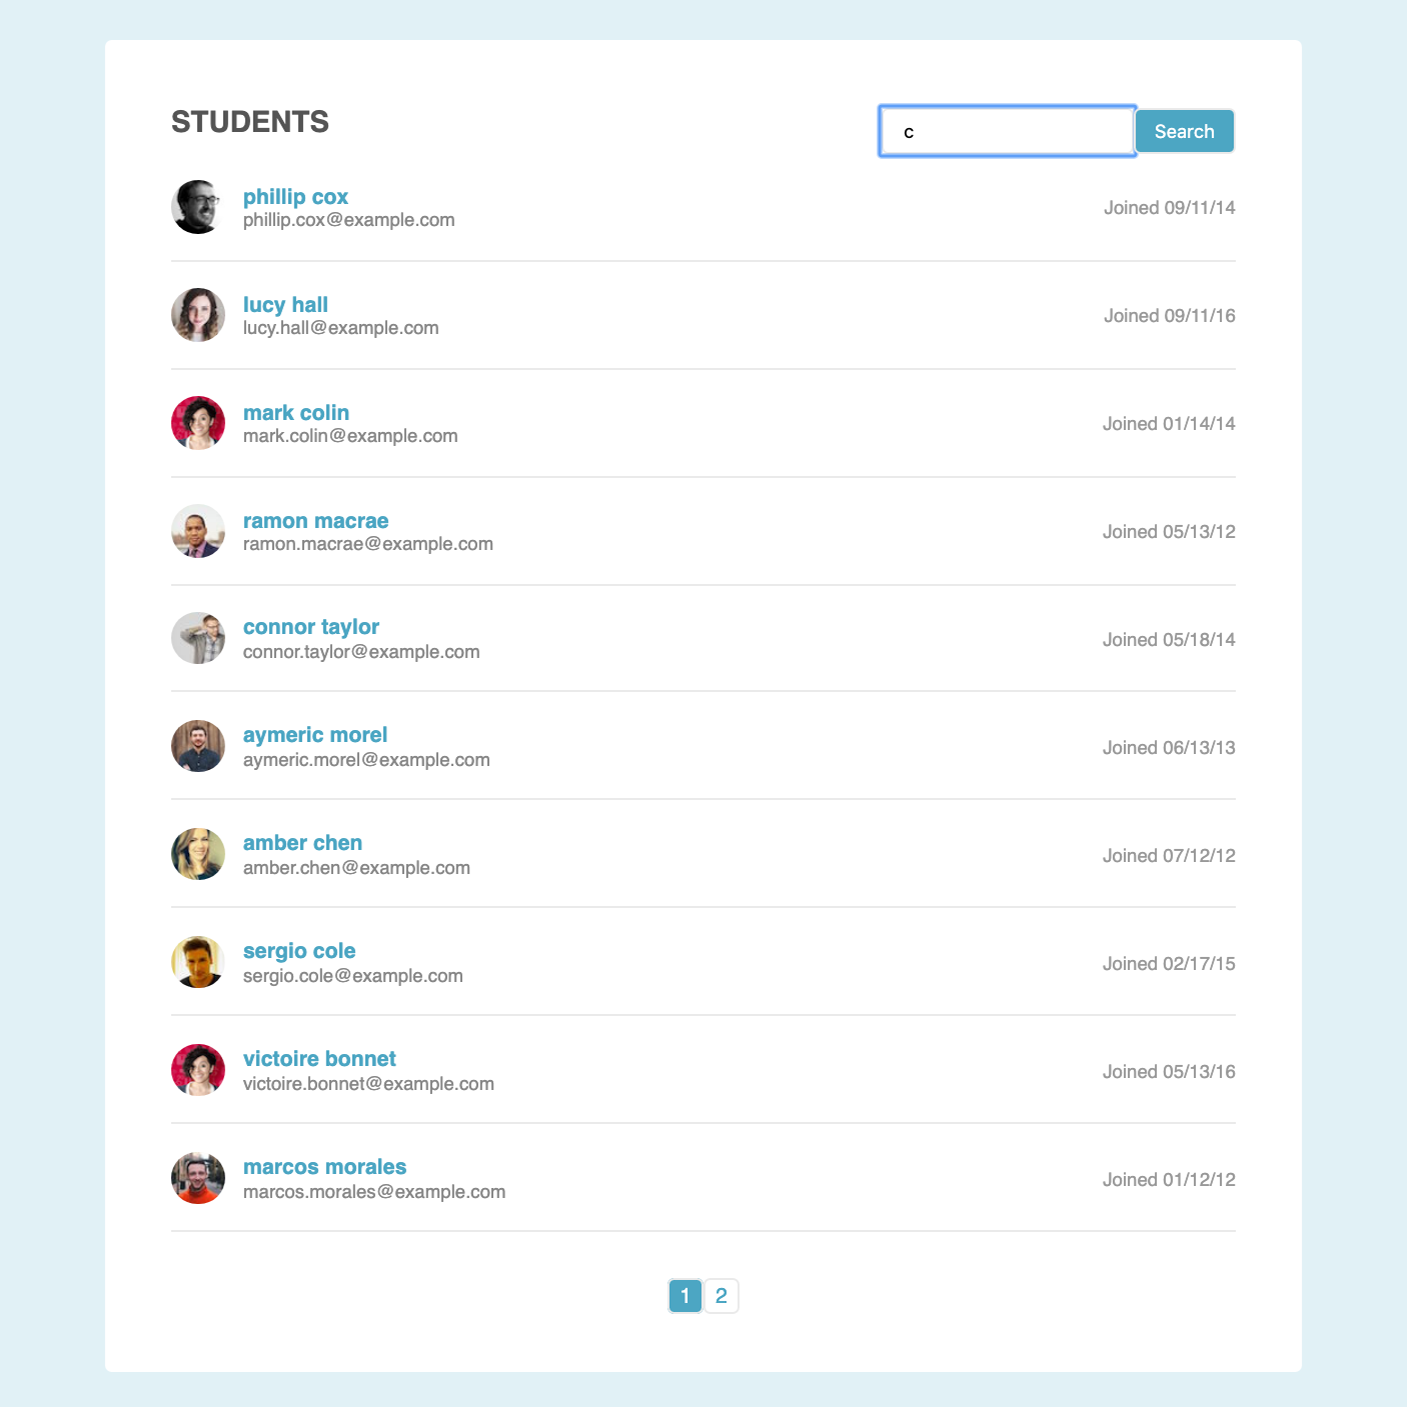 STUDENTS
c
Search
phillip cox
phillip.cox@example.com
Joined 09/11/14
lucy hall
lucy.hall@example.com
Joined 09/11/16
mark colin
mark.colin@example.com
Joined 01/14/14
ramon macrae
ramon.macrae@example.com
Joined 05/13/12
connor taylor
connor.taylor@example.com
Joined 05/18/14
aymeric morel
aymeric.morel@example.com
Joined 06/13/13
amber chen
amber.chen@example.com
Joined 07/12/12
sergio cole
sergio.cole@example.com
Joined 02/17/15
victoire bonnet
victoire.bonnet@example.com
Joined 05/13/16
marcos morales
marcos.morales@example.com
Joined 01/12/12
1 2